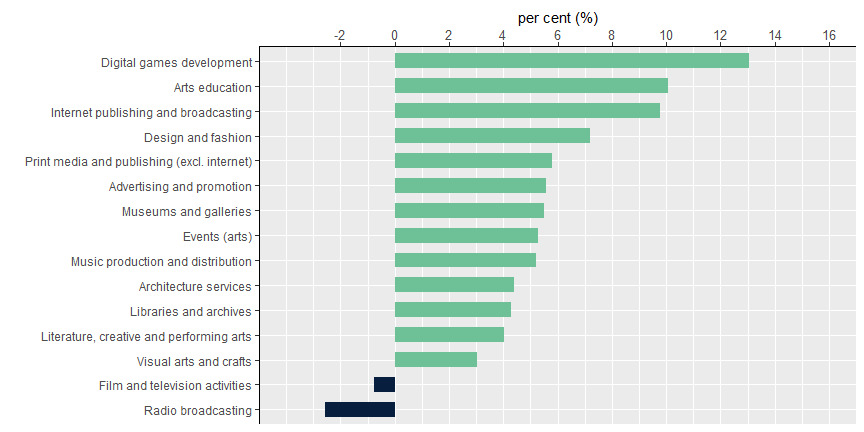 per cent (%)
-2 0 2 4 6 8 10 12 14 16
Digital games development
Arts education
Internet publishing and broadcasting
Design and fashion
Print media and publishing (excl. internet)
Advertising and promotion
Museums and galleries
Events (arts)
Music production and distribution
Architecture services
Libraries and archives
Literature, creative and performing arts
Visual arts and crafts
Film and television activities
Radio broadcasting